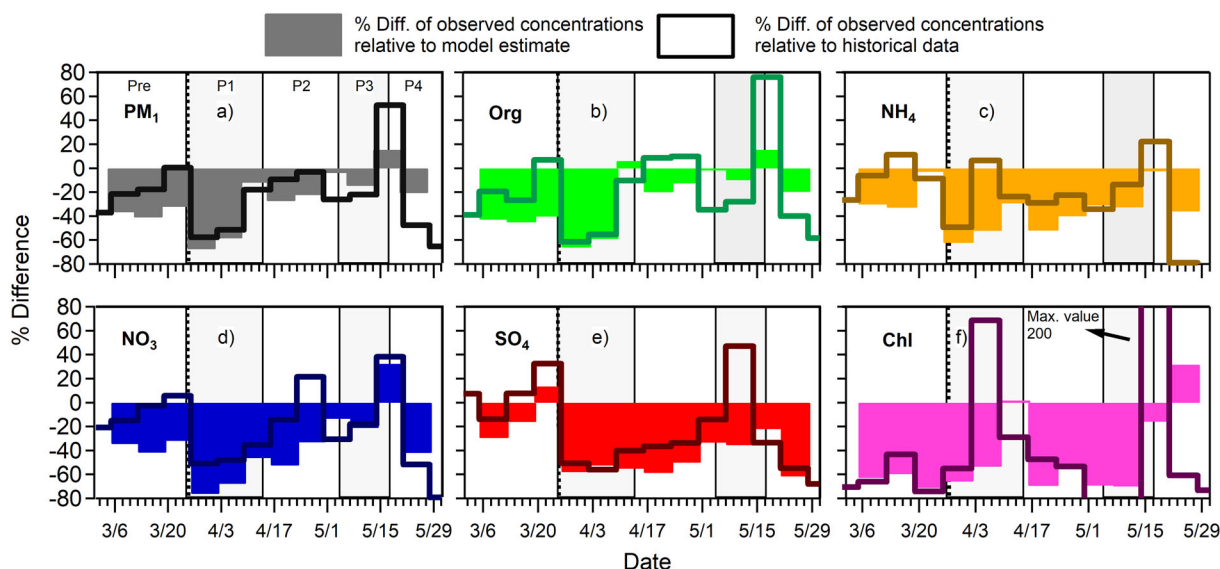 % Diff. of observed concentrations
relative to model estimate
% Diff. of observed concentrations
relative to historical data
% Difference
80
60
40
20
0
-20
-40
-60
-80
Pre
P1
P2
P3
P4
PM1
a)
Org
b)
NH4
c)
80
60
40
20
0
-20
-40
-60
-80
NO3
d)
SO4
e)
Chl
f)
Max. value
200
3/6 3/20 4/3 4/17 5/1 5/15 5/29
3/6 3/20 4/3 4/17 5/1 5/15 5/29
3/6 3/20 4/3 4/17 5/1 5/15 5/29
Date